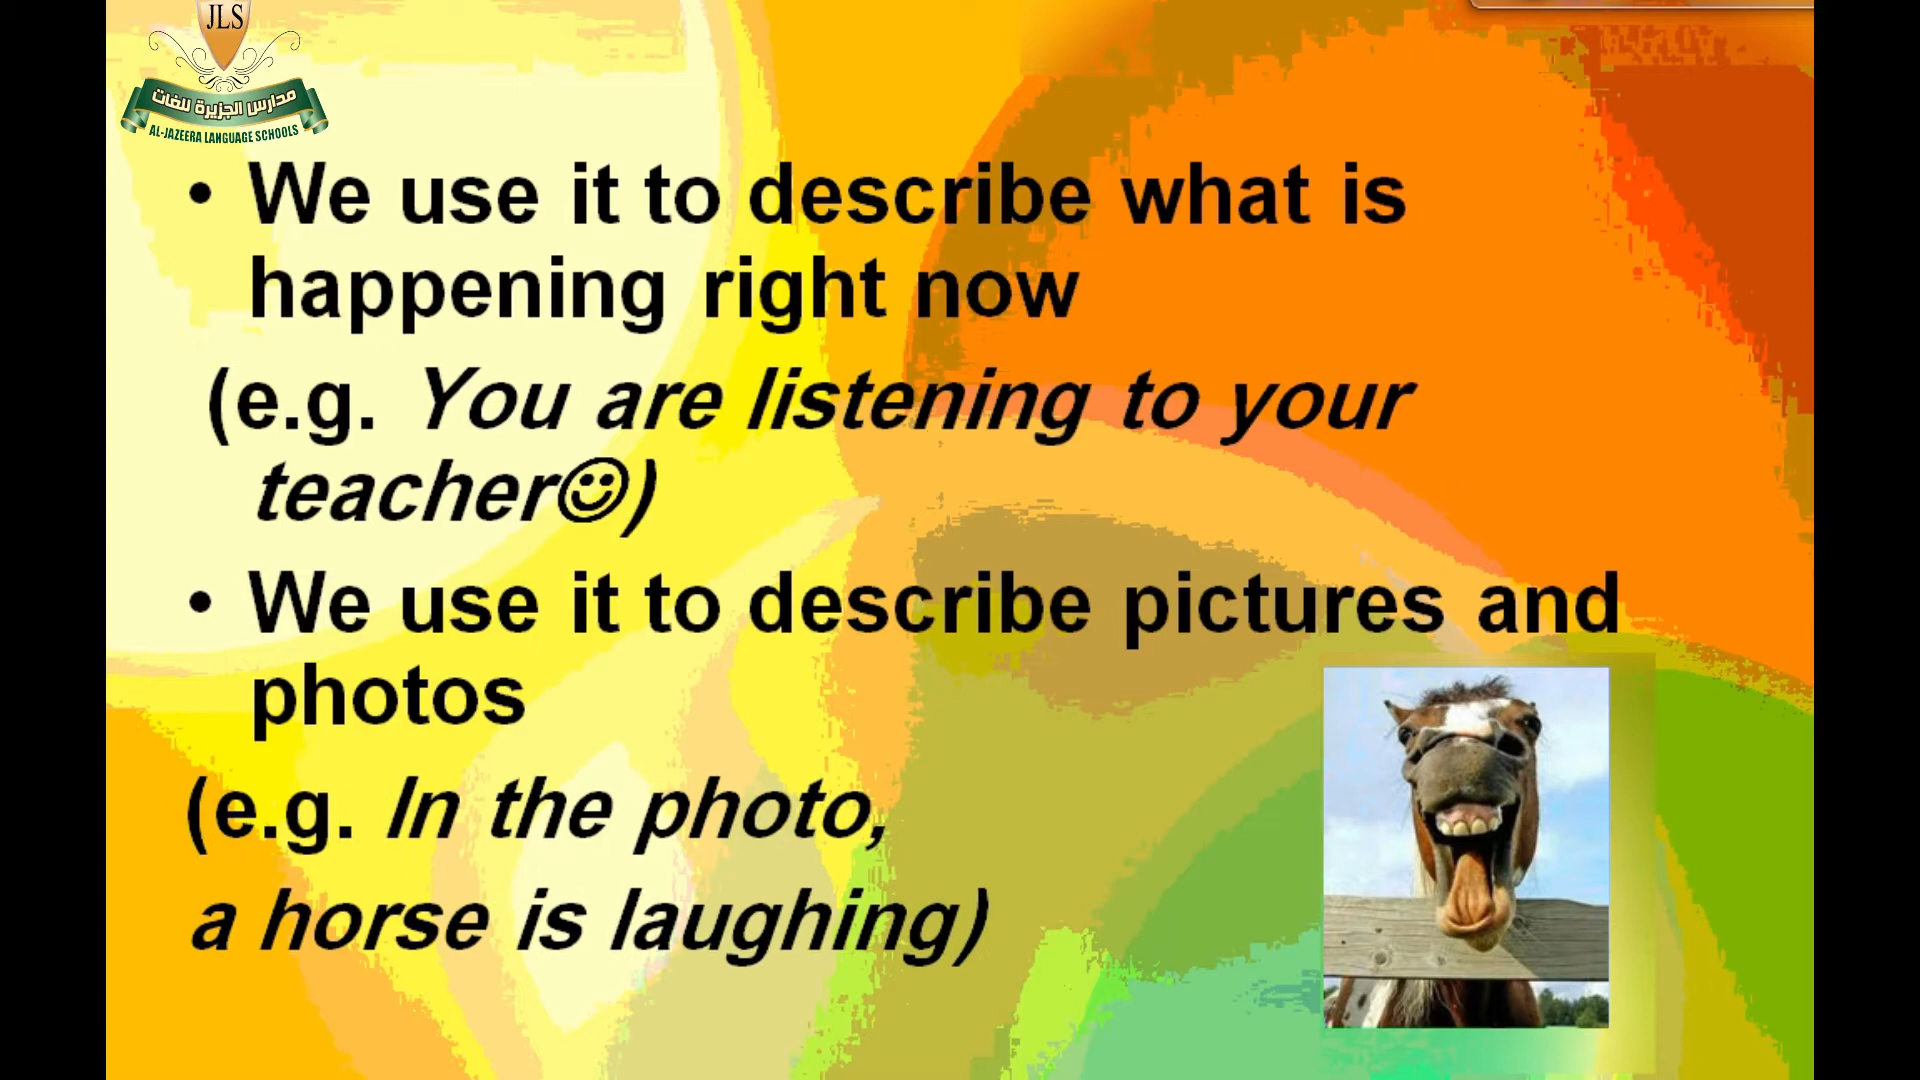 JLS
مدارس الجزيرة للغات
AL-JAZEERA LANGUAGE SCHOOLS
• We use it to describe what is
happening right now
(e.g. You are listening to your
teacher☺)
• We use it to describe pictures and
photos
(e.g. In the photo,
a horse is laughing)